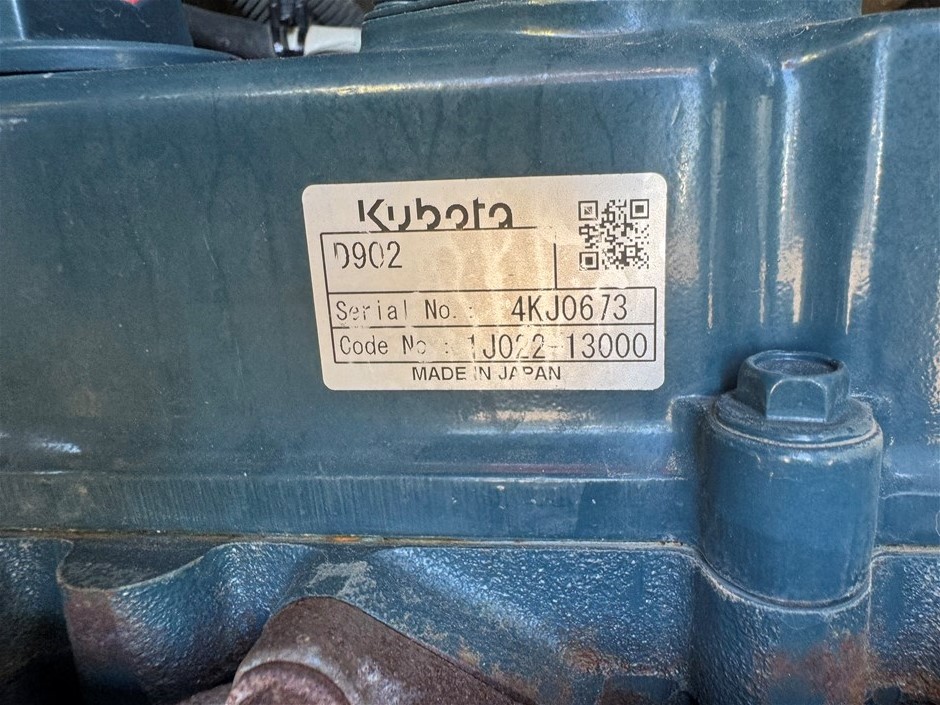 Kubota
D902
Serial No. : 4KJ0673
Code No. : 1J022-13000
MADE IN JAPAN